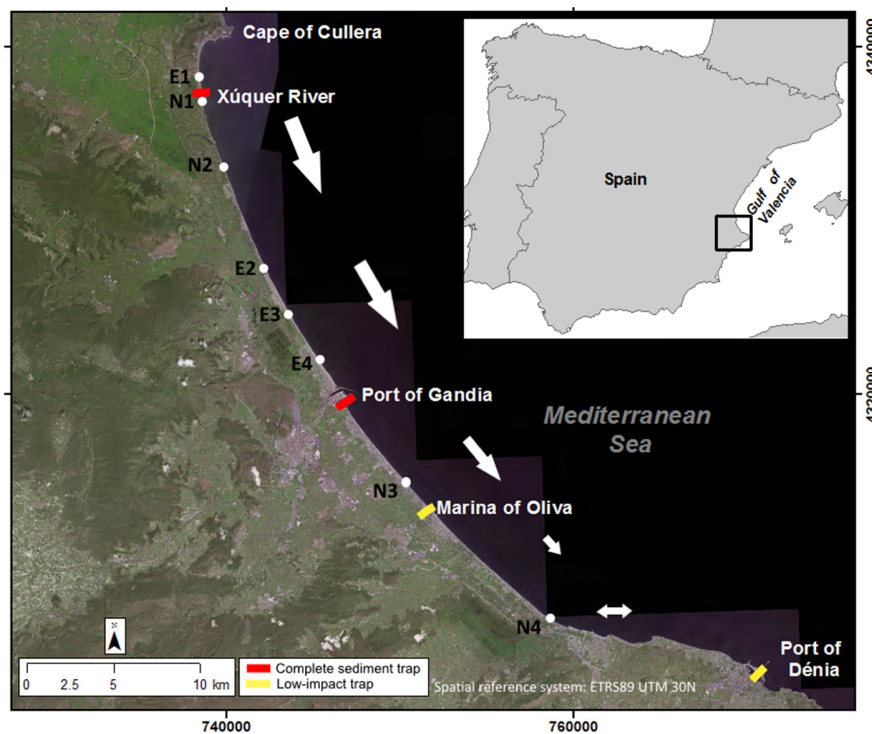 Cape of Cullera
E1
Xúquer River
N1
N2
E2
E3
E4
Port of Gandia
N3
Marina of Oliva
N4
Port of
Dénia
Mediterranean
Sea
Spain
Gulf of
Valencia
4340000
4320000
N
0 2.5 5 10 km
Complete sediment trap
Low-impact trap
Spatial reference system: ETRS89 UTM 30N
740000
760000